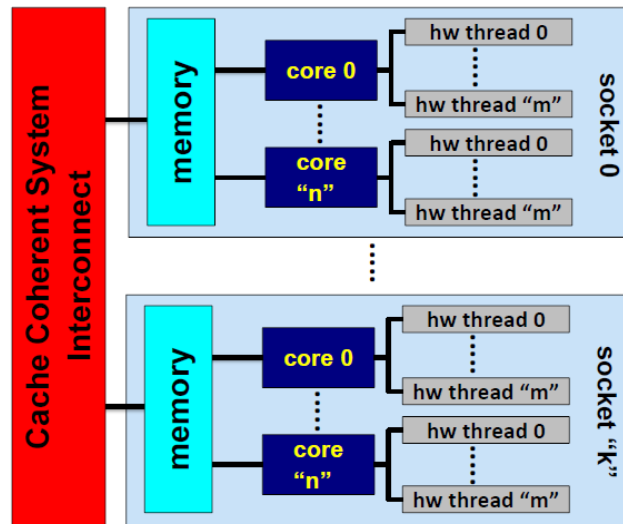 Cache Coherent System
Interconnect
memory
core 0
hw thread 0
hw thread “m”
core
“n”
hw thread 0
hw thread “m”
socket 0
memory
core 0
hw thread 0
hw thread “m”
core
“n”
hw thread 0
hw thread “m”
socket “k”